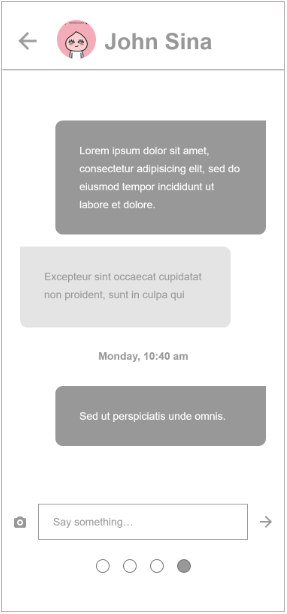 John Sina
Lorem ipsum dolor sit amet,
consectetur adipisicing elit, sed do
eiusmod tempor incididunt ut
labore et dolore.
Excepteur sint occaecat cupidatat
non proident, sunt in culpa qui
Monday, 10:40 am
Sed ut perspiciatis unde omnis.
Say something...